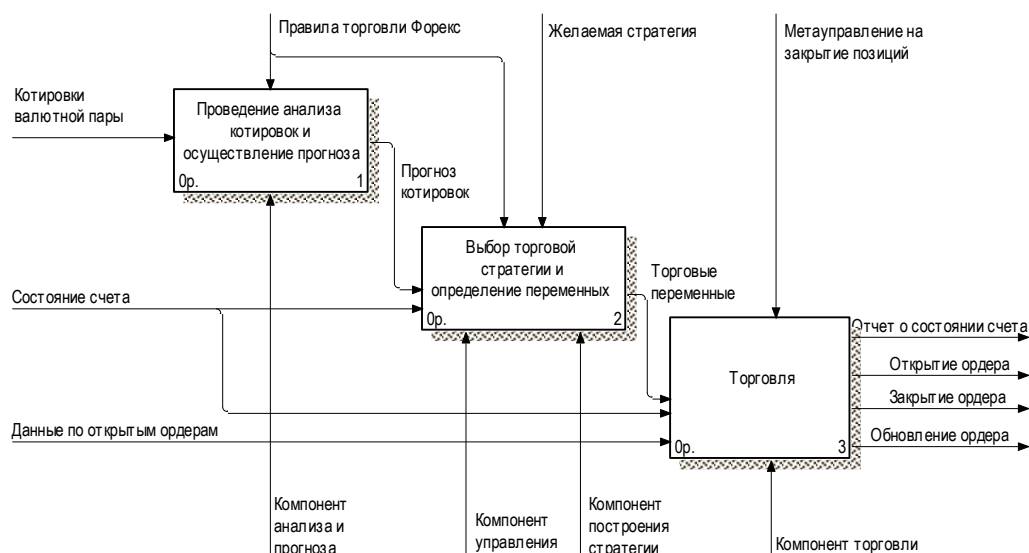 Правила торговли Форекс
Желаемая стратегия
Метауправление на
закрытие позиций
Котировки
валютной пары
Проведение анализа
котировок и
осуществление прогноза
0р.
1
Прогноз
котировок
Выбор торговой
стратегии и
определение переменных
0р.
2
Состояние счета
Торговые
переменные
Отчет о состоянии счета
Открытие ордера
Торговля
Закрытие ордера
Данные по открытым ордерам
Обновление ордера
0р.
3
Компонент
анализа и
прогноза
Компонент
управления
Компонент
построения
стратегии
Компонент торговли